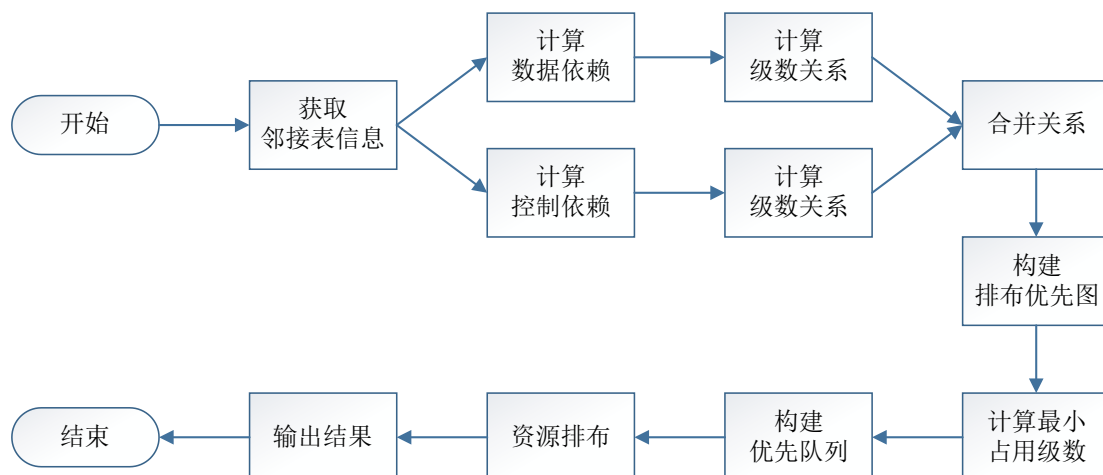 开始
获取
邻接表信息
计算
数据依赖
计算
级数关系
计算
控制依赖
计算
级数关系
合并关系
构建
排布优先图
计算最小
占用级数
构建
优先队列
资源排布
输出结果
结束